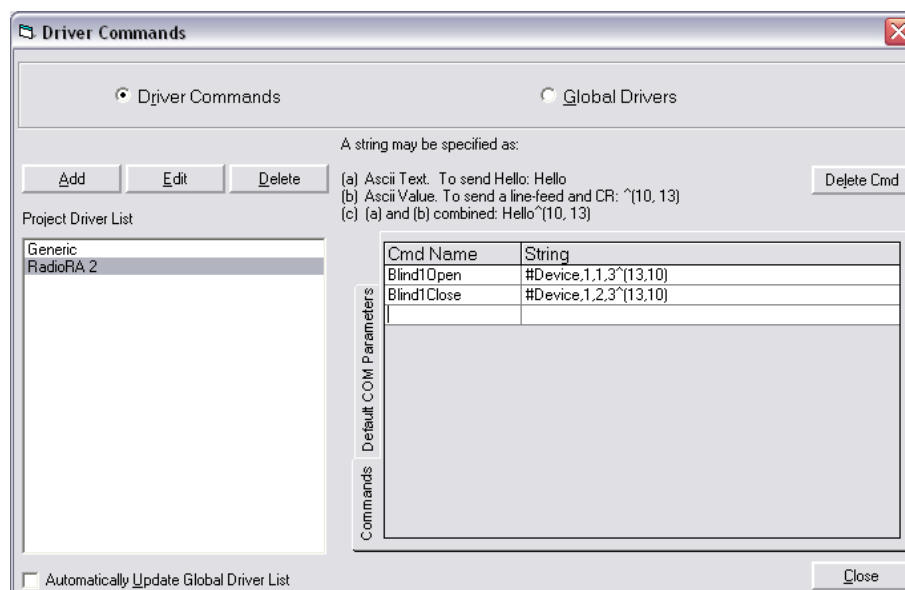 Driver Commands
Driver Commands
Global Drivers
A string may be specified as:
Add
Edit
Delete
(a) Ascii Text. To send Hello: Hello
(b) Ascii Value. To send a line-feed and CR: ^(10, 13)
(c) (a) and (b) combined: Hello^(10, 13)
Delete Cmd
Project Driver List
Generic
RadioRA 2
Cmd Name String
Blind1Open #Device,1,1,3^(13,10)
Blind1Close #Device,1,2,3^(13,10)
Default COM Parameters
Commands
Automatically Update Global Driver List
Close